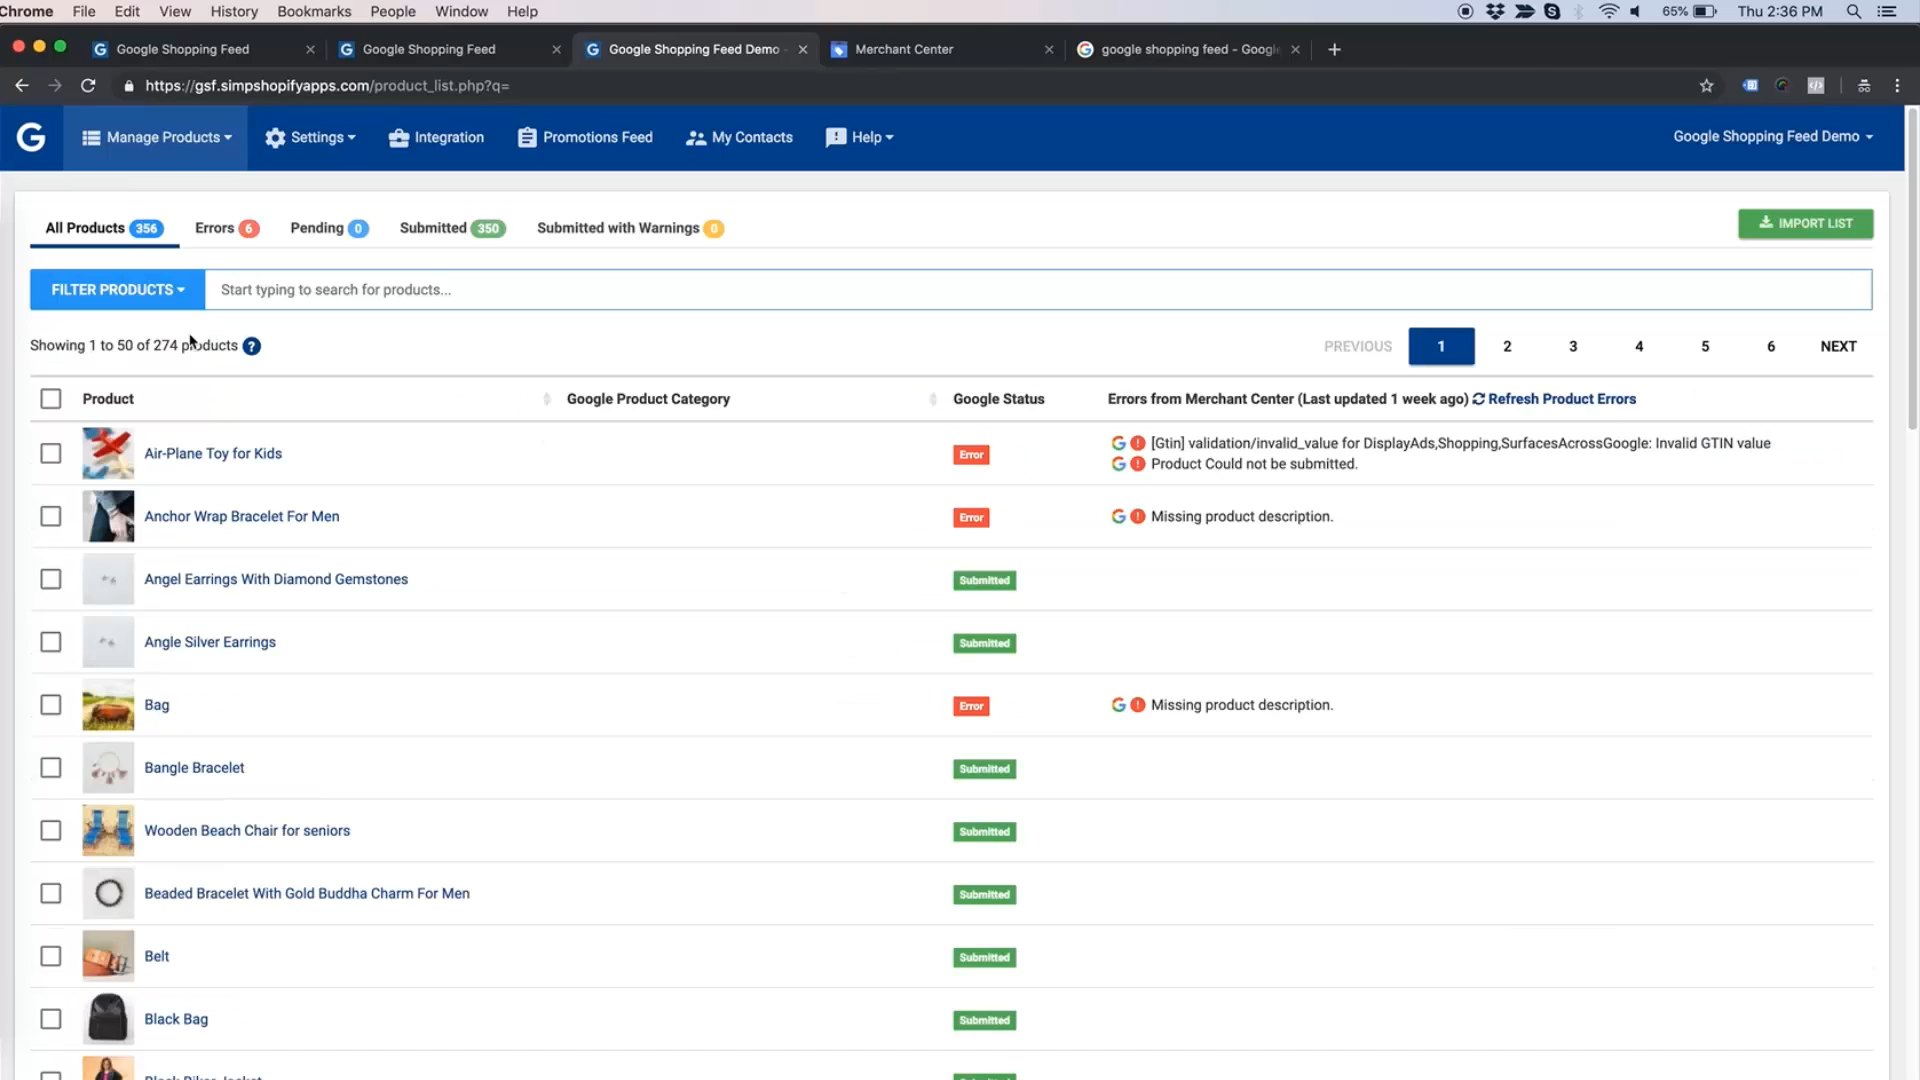 Chrome File Edit View History Bookmarks People Window Help 65% Thu 2:36 PM
Google Shopping Feed Google Shopping Feed Google Shopping Feed Demo - Merchant Center google shopping feed - Googl
https://gsf.simpshopifyapps.com/product_list.php?q=
G Manage Products Settings Integration Promotions Feed My Contacts Help Google Shopping Feed Demo
All Products 356 Errors 6 Pending 0 Submitted 350 Submitted with Warnings 0 IMPORT LIST
FILTER PRODUCTS Start typing to search for products...
Showing 1 to 50 of 274 products ? PREVIOUS 1 2 3 4 5 6 NEXT
Product Google Product Category Google Status Errors from Merchant Center (Last updated 1 week ago) Refresh Product Errors
Air-Plane Toy for Kids Error [Gtin] validation/invalid_value for DisplayAds,Shopping,SurfacesAcrossGoogle: Invalid GTIN value
Product Could not be submitted.
Anchor Wrap Bracelet For Men Error Missing product description.
Angel Earrings With Diamond Gemstones Submitted
Angle Silver Earrings Submitted
Bag Error Missing product description.
Bangle Bracelet Submitted
Wooden Beach Chair for seniors Submitted
Beaded Bracelet With Gold Buddha Charm For Men Submitted
Belt Submitted
Black Bag Submitted